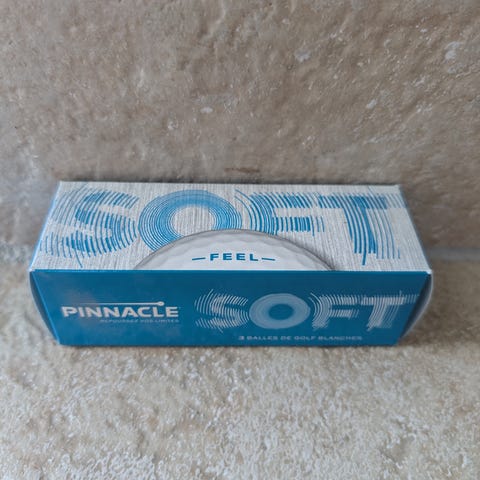 SOFT
— FEEL —
PINNACLE
REPOUSSEZ VOS LIMITES
SOFT
3 BALLES DE GOLF BLANCHES